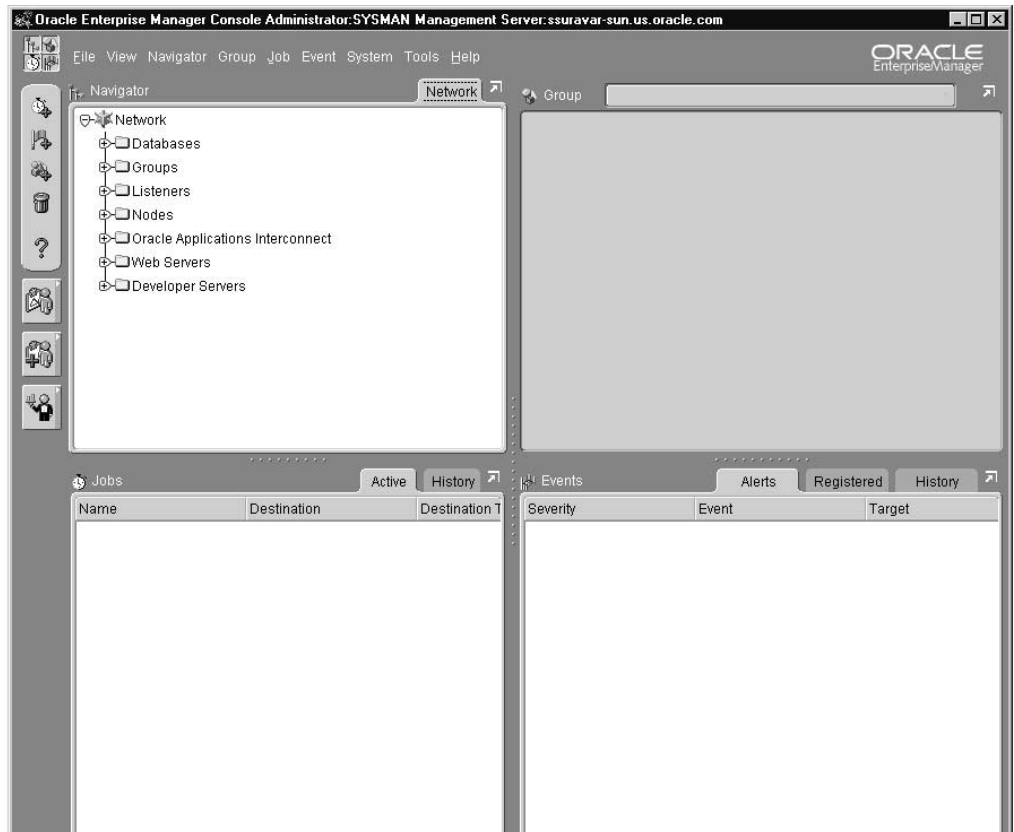 Oracle Enterprise Manager Console Administrator:SYSMAN Management Server:ssuravar-sun.us.oracle.com
File View Navigator Group Job Event System Tools Help
ORACLE
EnterpriseManager
Navigator
Network
Network
Databases
Groups
Listeners
Nodes
Oracle Applications Interconnect
Web Servers
Developer Servers
Group
Jobs
Active
History
Name Destination Destination T
Events
Alerts
Registered
History
Severity Event Target